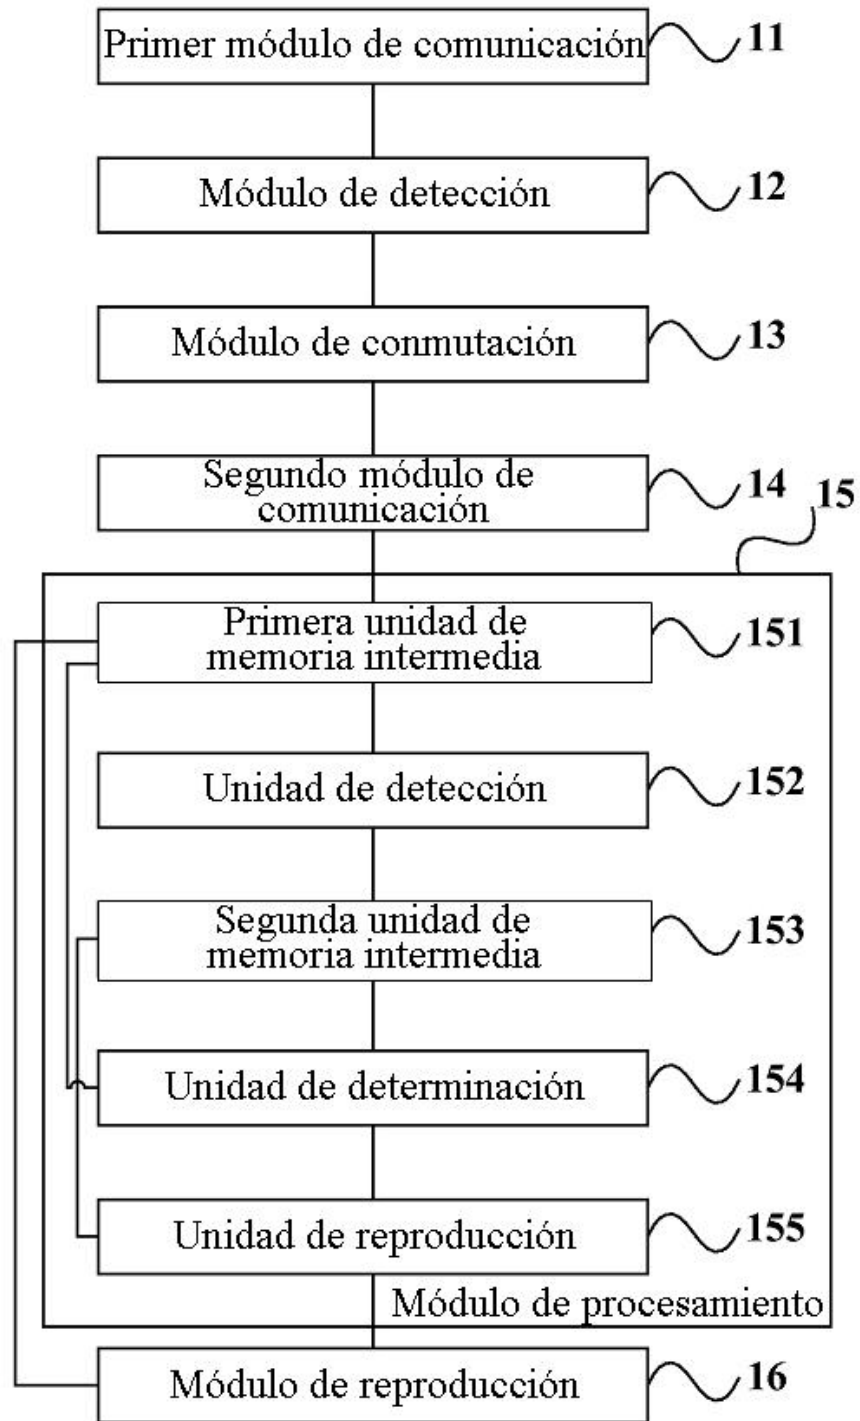 Primer módulo de comunicación 11
Módulo de detección 12
Módulo de conmutación 13
Segundo módulo de
comunicación 14
15
Primera unidad de
memoria intermedia 151
Unidad de detección 152
Segunda unidad de
memoria intermedia 153
Unidad de determinación 154
Unidad de reproducción 155
Módulo de procesamiento
Módulo de reproducción 16